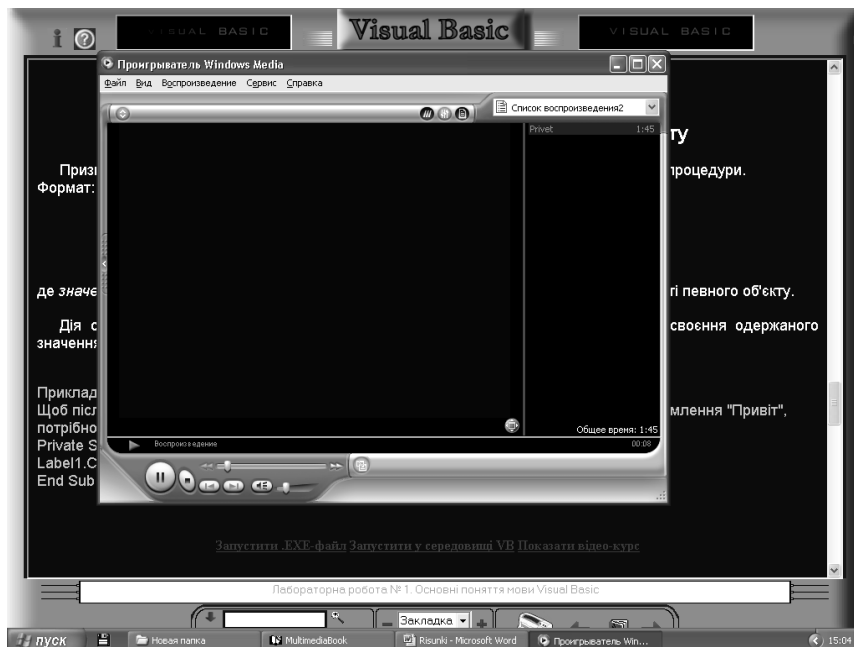 VISUAL BASIC
Visual Basic
VISUAL BASIC
Проигрыватель Windows Media
Файл Вид Воспроизведение Сервис Справка
Список воспроизведения2
Privet 1:45
ту
Приз процедури.
Формат:
де значе ті певного об'єкту.
Дія о своєння одержаного
значення
Приклад
Щоб післ млення "Привіт",
потрібно
Private S
Label1.C
End Sub
Общее время: 1:45
Воспроизведение 00:08
Запустити .EXE-файл Запустити у середовищі VB Показати відео-курс
Лабораторна робота № 1. Основні поняття мови Visual Basic
Закладка
пуск Новая папка MultimediaBook Risunki - Microsoft Word Проигрыватель Win... 15:04